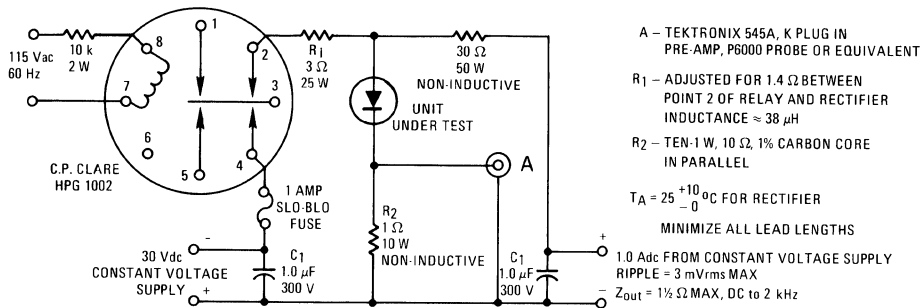 115 Vac
60 Hz
10 k
2 W
8
7
6
5
1
2
3
4
C.P. CLARE
HPG 1002
Rj
3 Ω
25 W
30 Ω
50 W
NON-INDUCTIVE
UNIT
UNDER TEST
A
1 AMP
SLO-BLO
FUSE
R2
1 Ω
10 W
NON-INDUCTIVE
30 Vdc
CONSTANT VOLTAGE
SUPPLY
-
+
C1
1.0 μF
300 V
C1
1.0 μF
300 V
+
-
A – TEKTRONIX 545A, K PLUG IN
PRE-AMP, P6000 PROBE OR EQUIVALENT
R1 – ADJUSTED FOR 1.4 Ω BETWEEN
POINT 2 OF RELAY AND RECTIFIER
INDUCTANCE ≈ 38 μH
R2 – TEN-1 W, 10 Ω, 1% CARBON CORE
IN PARALLEL
TA = 25 +10 -0 °C FOR RECTIFIER
MINIMIZE ALL LEAD LENGTHS
1.0 Adc FROM CONSTANT VOLTAGE SUPPLY
RIPPLE = 3 mVrms MAX
Zout = 1½ Ω MAX, DC to 2 kHz